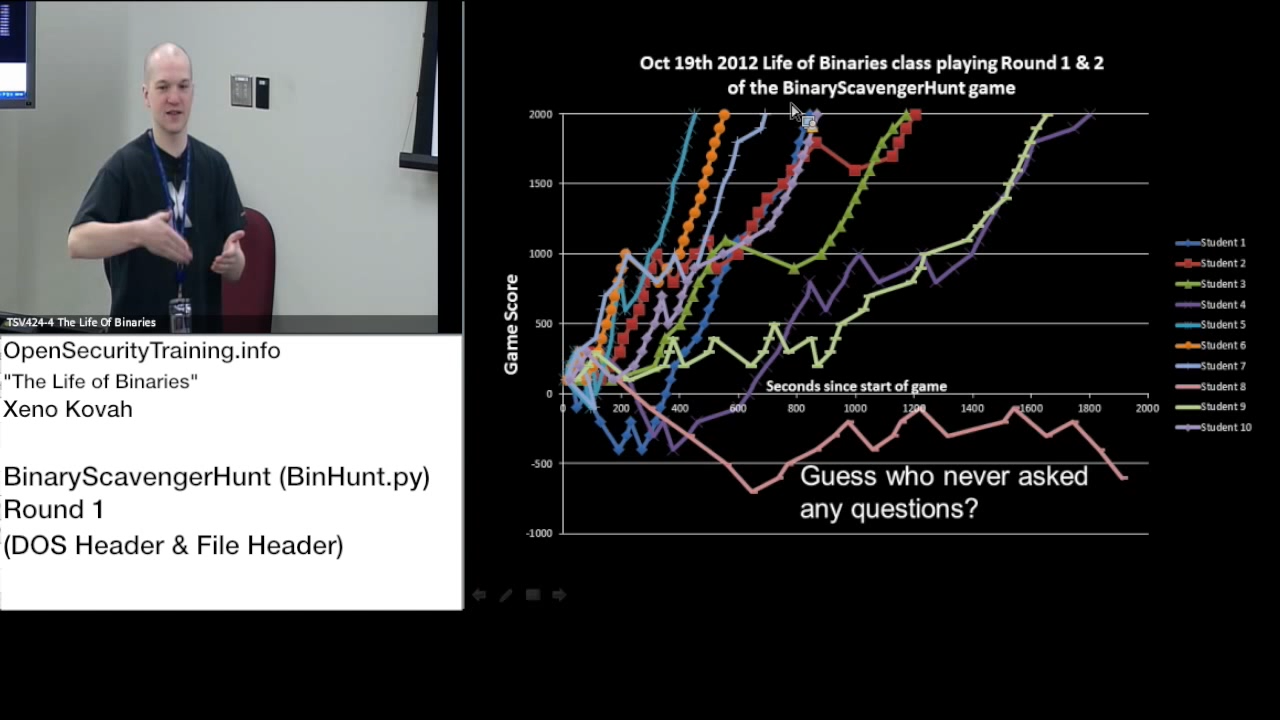 TSV424-4 The Life Of Binaries
OpenSecurityTraining.info
"The Life of Binaries"
Xeno Kovah
BinaryScavengerHunt (BinHunt.py)
Round 1
(DOS Header & File Header)
Oct 19th 2012 Life of Binaries class playing Round 1 & 2
of the BinaryScavengerHunt game
Game Score
2000
1500
1000
500
0
-500
-1000
Seconds since start of game
0 200 400 600 800 1000 1200 1400 1600 1800 2000
Guess who never asked
any questions?
Student 1
Student 2
Student 3
Student 4
Student 5
Student 6
Student 7
Student 8
Student 9
Student 10